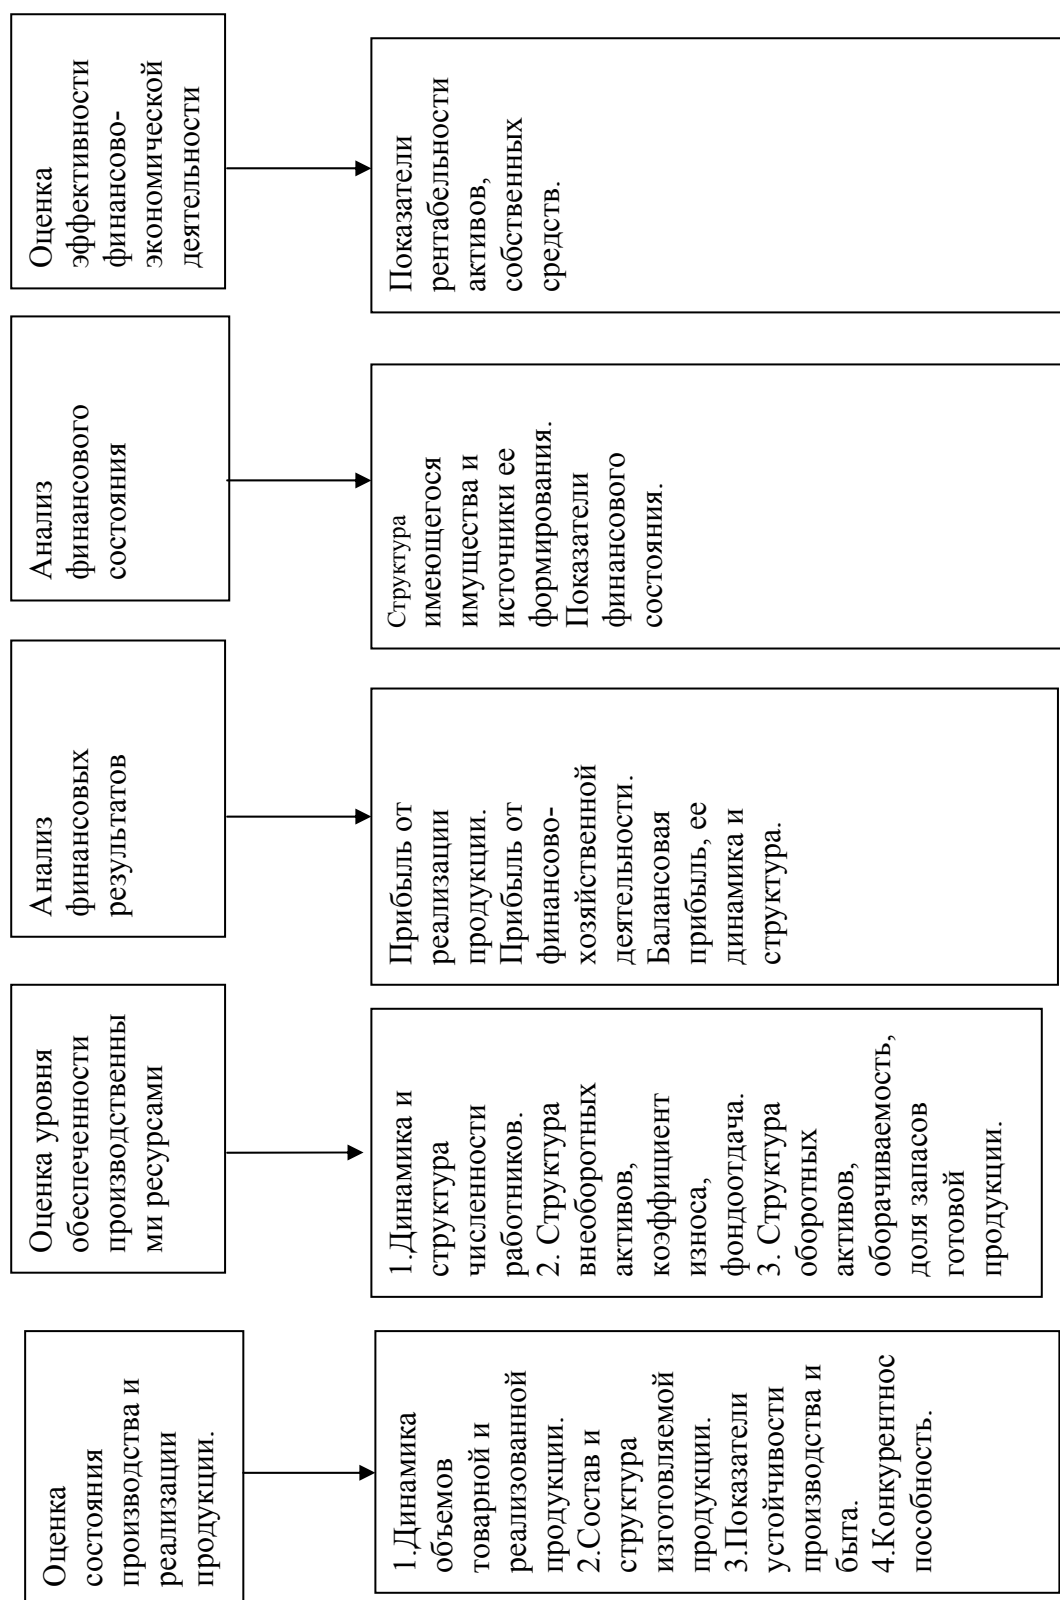 Оценка
состояния
производства и
реализации
продукции.
1.Динамика
объемов
товарной и
реализованной
продукции.
2.Состав и
структура
изготовляемой
продукции.
3.Показатели
устойчивости
производства и
быта.
4.Конкурентнос
пособность.
Оценка уровня
обеспеченности
производственны
ми ресурсами
1.Динамика и
структура
численности
работников.
2. Структура
внеоборотных
активов,
коэффициент
износа,
фондоотдача.
3. Структура
оборотных
активов,
оборачиваемость,
доля запасов
готовой
продукции.
Анализ
финансовых
результатов
Прибыль от
реализации
продукции.
Прибыль от
финансово-
хозяйственной
деятельности.
Балансовая
прибыль, ее
динамика и
структура.
Анализ
финансового
состояния
Структура
имеющегося
имущества и
источники ее
формирования.
Показатели
финансового
состояния.
Оценка
эффективности
финансово-
экономической
деятельности
Показатели
рентабельности
активов,
собственных
средств.